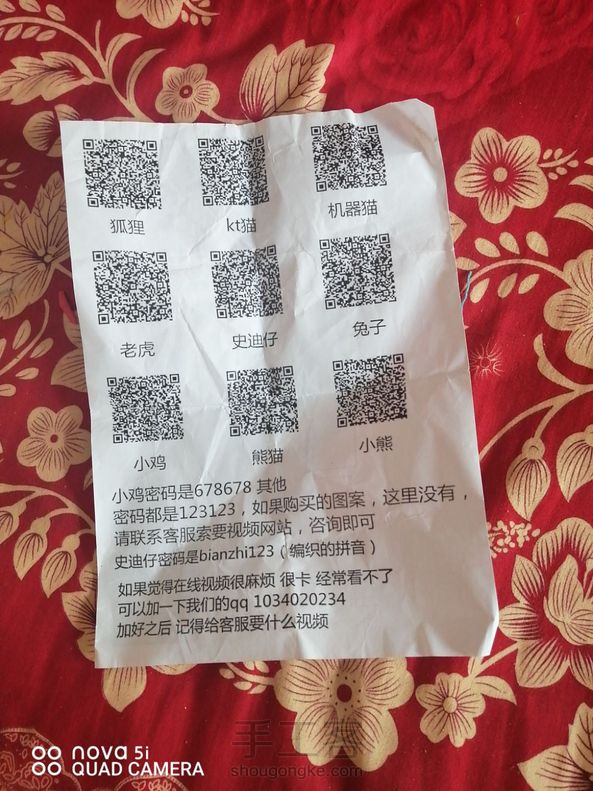 狐狸 kt猫 机器猫
老虎 史迪仔 兔子
小鸡 熊猫 小熊
小鸡密码是678678 其他
密码都是123123，如果购买的图案，这里没有，
请联系客服索要视频网站，咨询即可
史迪仔密码是bianzhi123（编织的拼音）
如果觉得在线视频很麻烦 很卡 经常看不了
可以加一下我们的qq 1034020234
加好之后 记得给客服要什么视频
手工客
shougongke.com
nova 5i
QUAD CAMERA